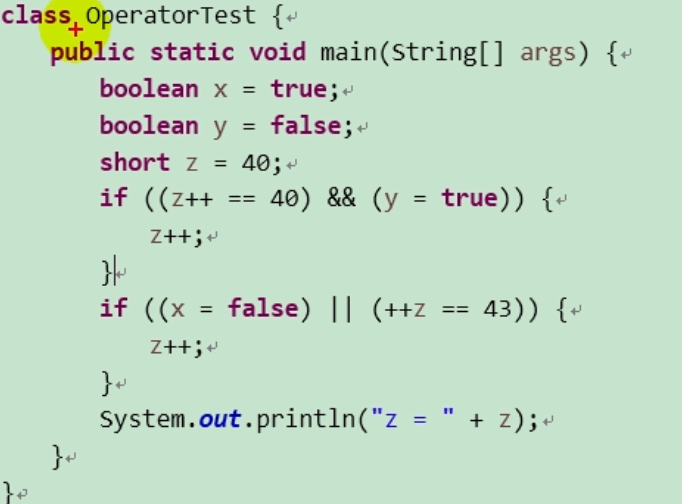 class OperatorTest {
public static void main(String[] args) {
boolean x = true;
boolean y = false;
short z = 40;
if ((z++ == 40) && (y = true)) {
z++;
}
if ((x = false) || (++z == 43)) {
z++;
}
System.out.println("z = " + z);
}
}